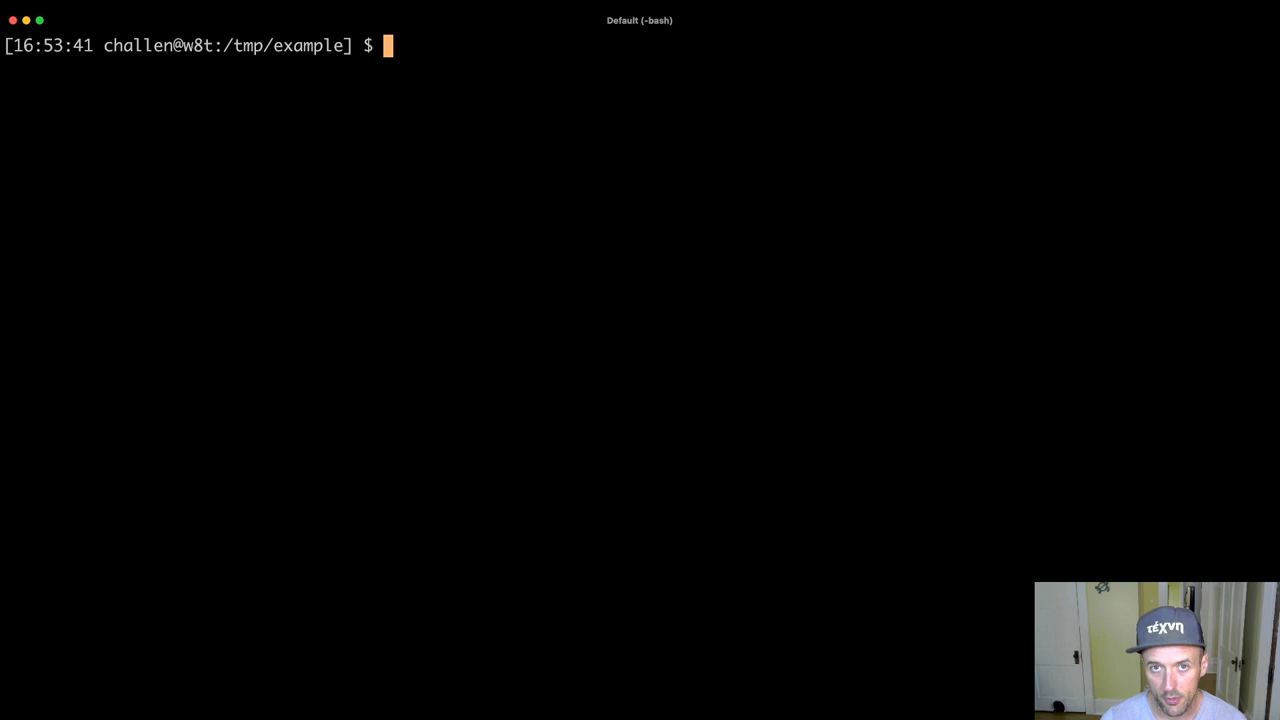 Default (-bash)
[16:53:41 challen@w8t:/tmp/example] $
τέχνη